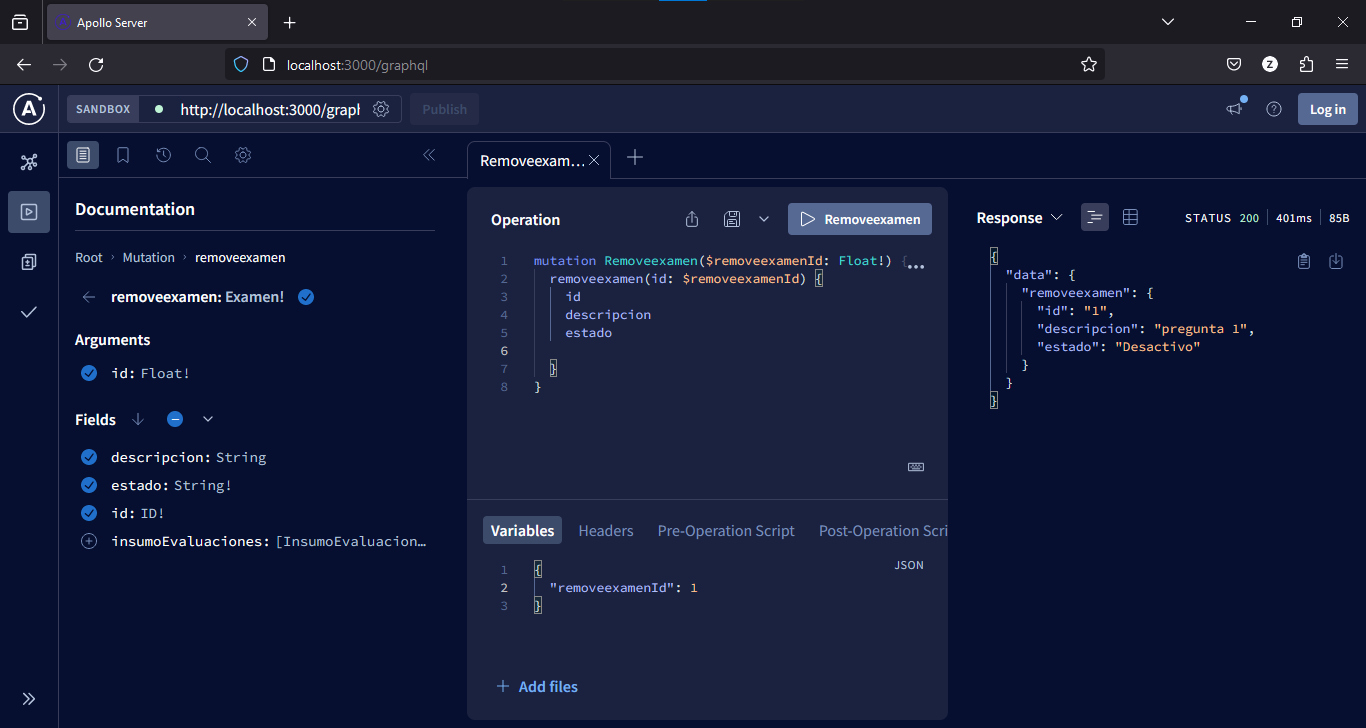 Apollo Server
localhost:3000/graphql
SANDBOX
http://localhost:3000/graph
Publish
Log in
Documentation
Root › Mutation › removeexamen
removeexamen: Examen!
Arguments
id: Float!
Fields
descripcion: String
estado: String!
id: ID!
insumoEvaluaciones: [InsumoEvaluacion…
Removeexam…
Operation
Removeexamen
1 mutation Removeexamen($removeexamenId: Float!) {
2 removeexamen(id: $removeexamenId) {
3 id
4 descripcion
5 estado
6
7 }
8 }
Variables Headers Pre-Operation Script Post-Operation Scri
JSON
1 {
2 "removeexamenId": 1
3 }
+ Add files
Response
STATUS 200 401ms 85B
{
"data": {
"removeexamen": {
"id": "1",
"descripcion": "pregunta 1",
"estado": "Desactivo"
}
}
}